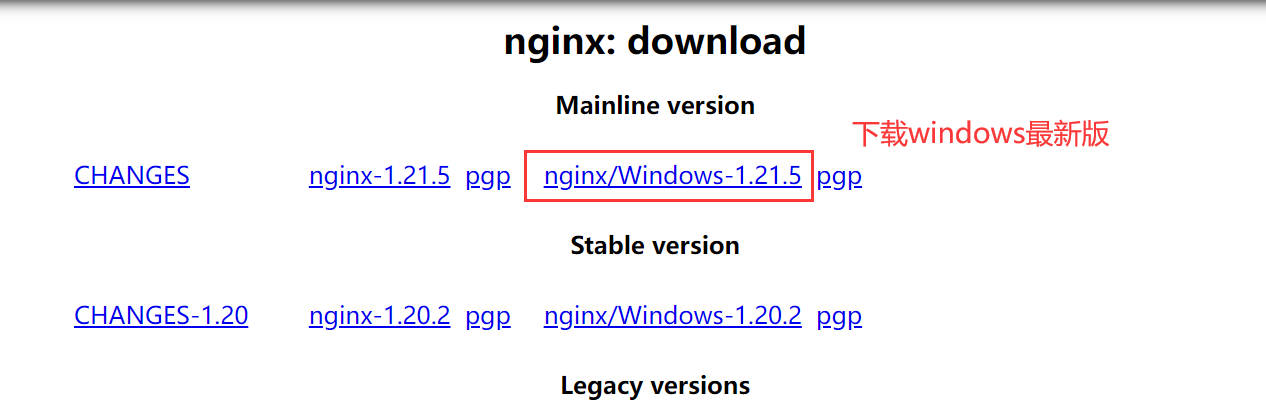 nginx: download
Mainline version
下载windows最新版
CHANGES nginx-1.21.5 pgp nginx/Windows-1.21.5 pgp
Stable version
CHANGES-1.20 nginx-1.20.2 pgp nginx/Windows-1.20.2 pgp
Legacy versions